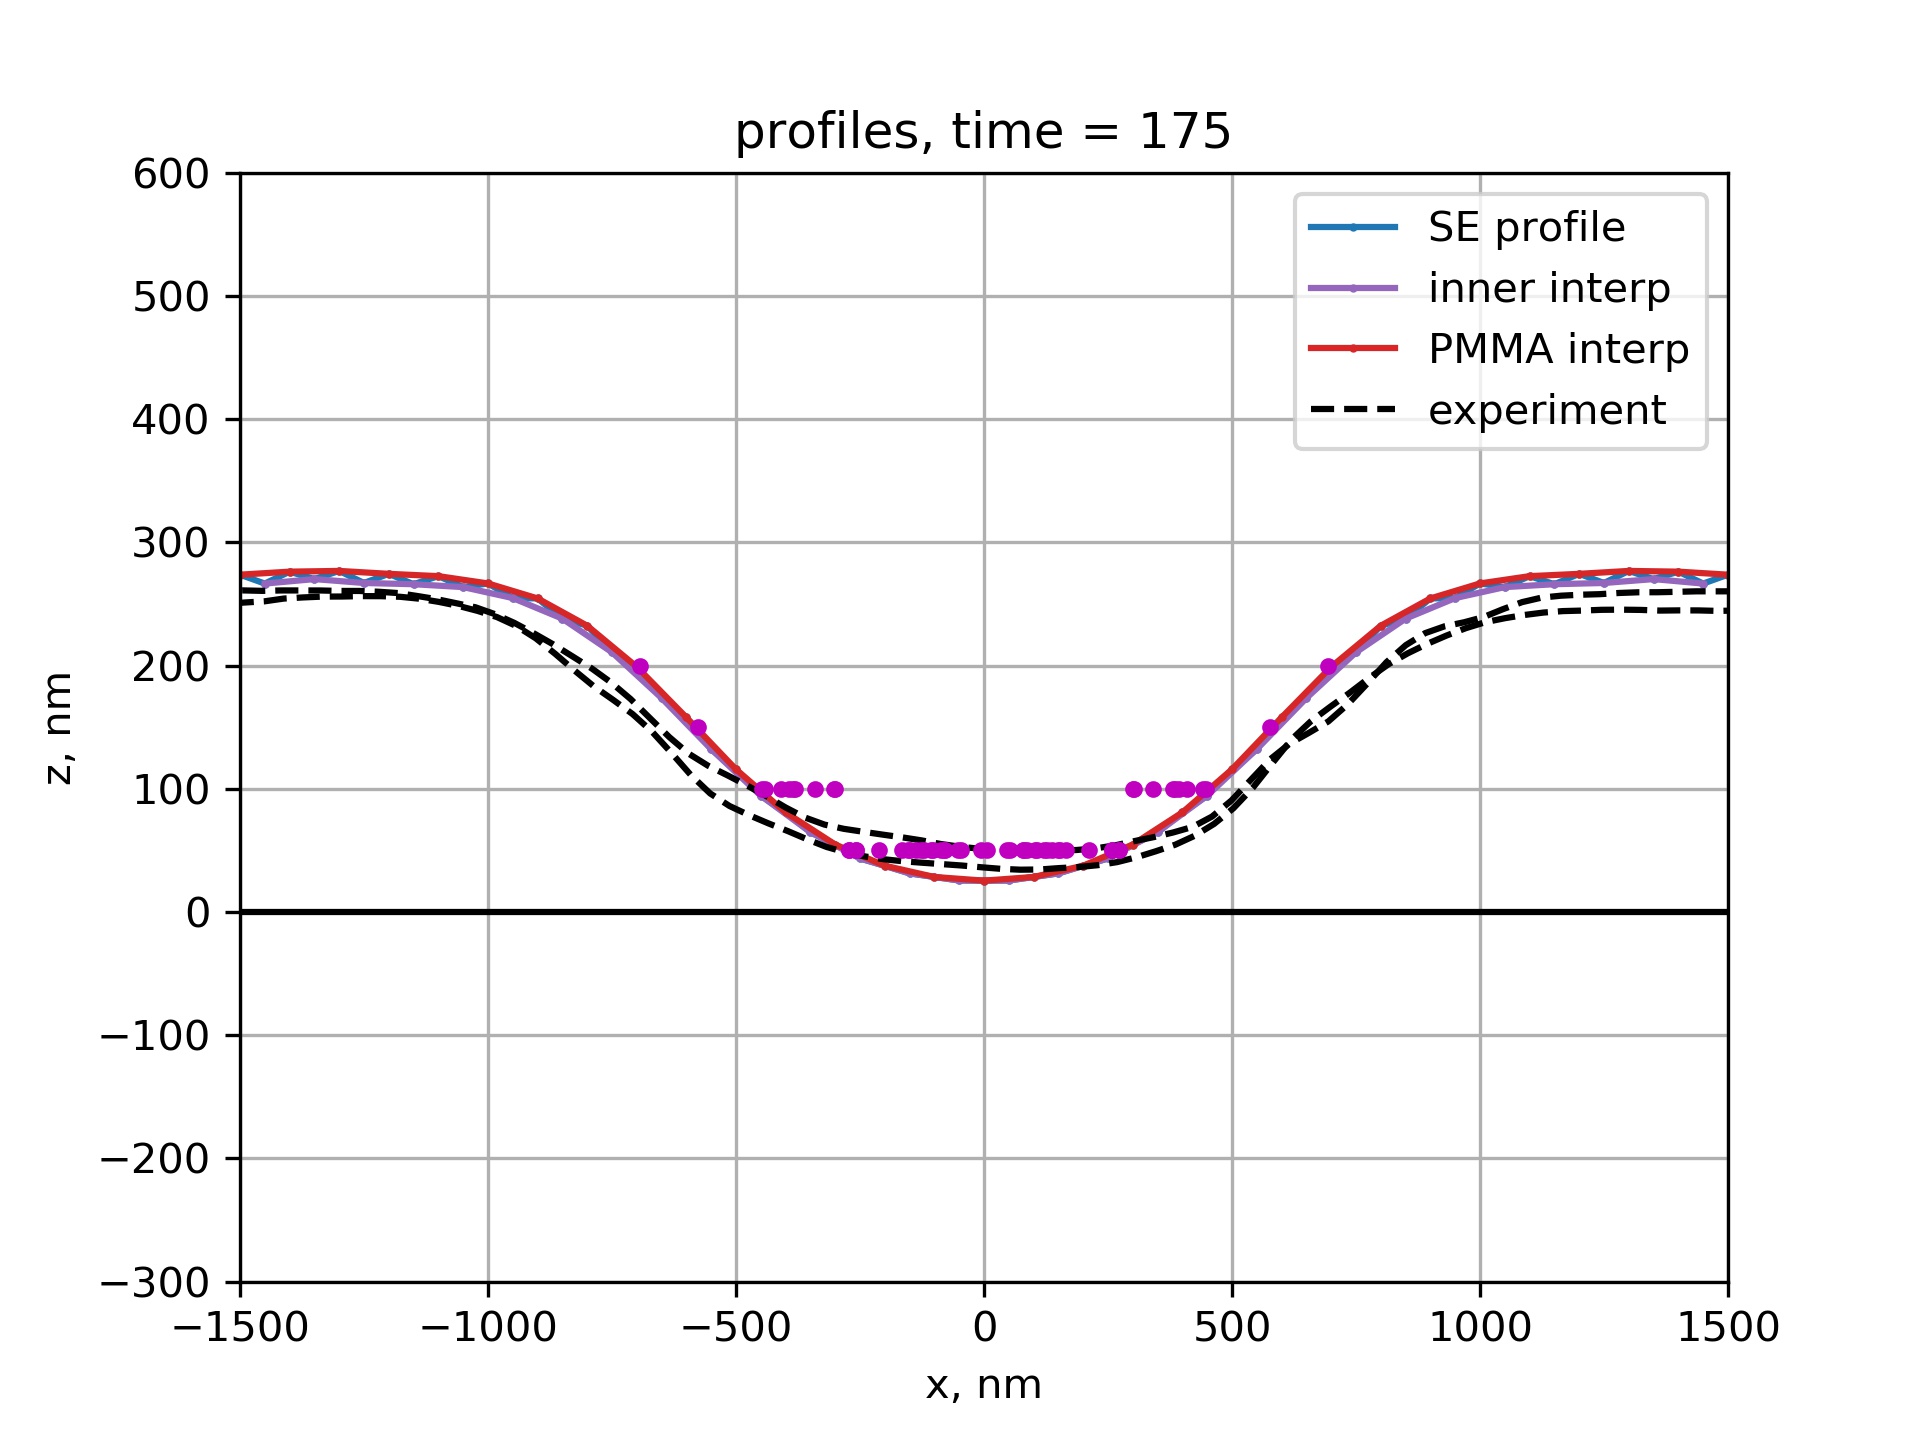 profiles, time = 175
600
500
400
300
200
100
0
−100
−200
−300
z, nm
SE profile
inner interp
PMMA interp
experiment
−1500
−1000
−500
0
500
1000
1500
x, nm